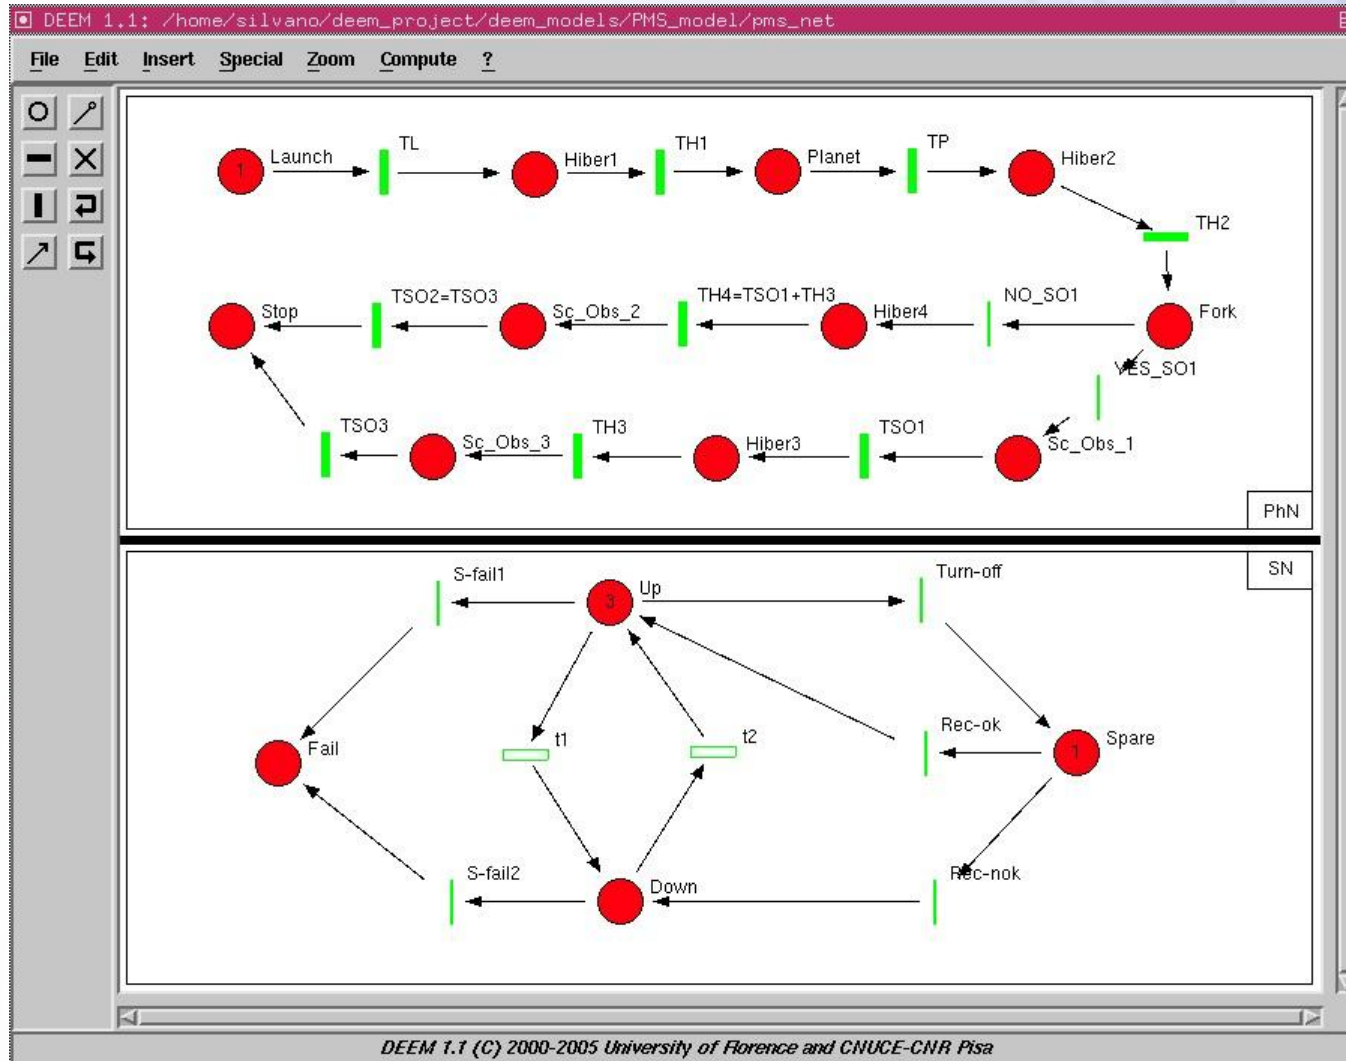 DEEM 1.1: /home/silvano/deem_project/deem_models/PMS_model/pms_net
File Edit Insert Special Zoom Compute ?
1 Launch TL Hiber1 TH1 Planet TP Hiber2
TH2
Stop TSO2=TSO3 Sc_Obs_2 TH4=TSO1+TH3 Hiber4 NO_SO1 Fork
YES_SO1
TSO3 Sc_Obs_3 TH3 Hiber3 TSO1 Sc_Obs_1
PhN
S-fail1 3 Up Turn-off SN
Fail t1 t2 Rec-ok 1 Spare
S-fail2 Down Rec-nok
DEEM 1.1 (C) 2000-2005 University of Florence and CNUCE-CNR Pisa